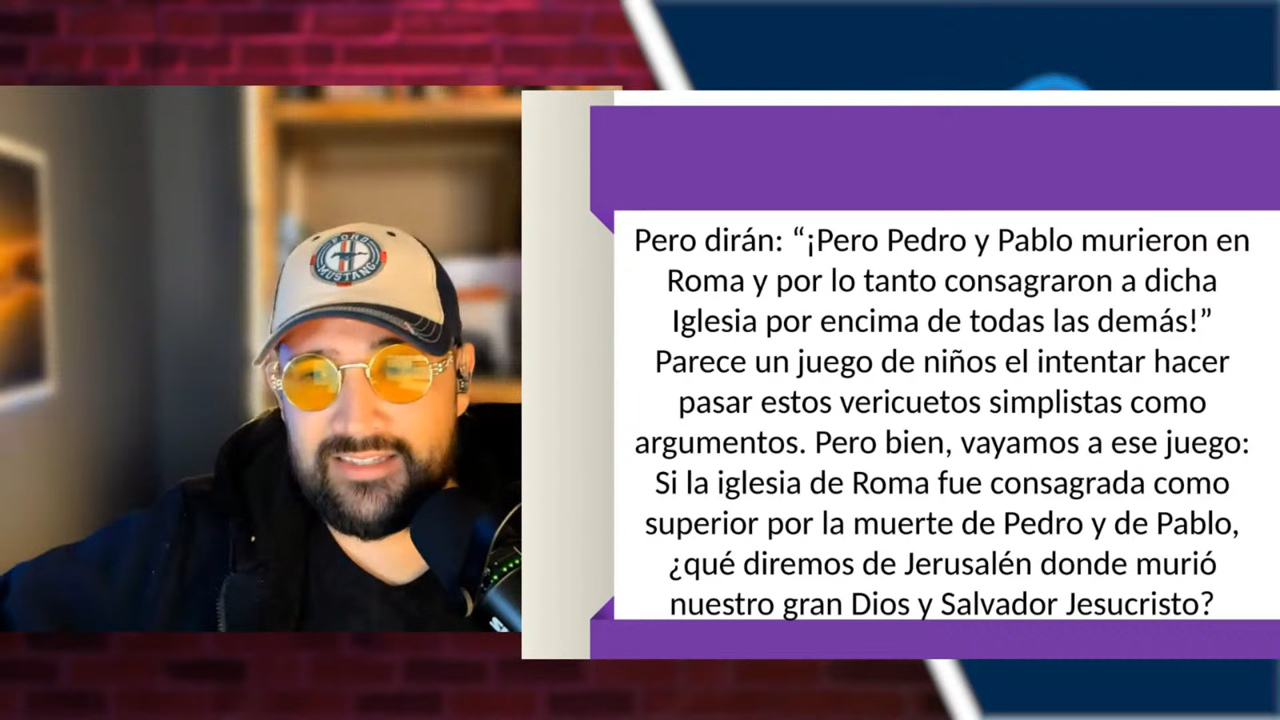 FORD
MUSTANG
Pero dirán: “¡Pero Pedro y Pablo murieron en
Roma y por lo tanto consagraron a dicha
Iglesia por encima de todas las demás!”
Parece un juego de niños el intentar hacer
pasar estos vericuetos simplistas como
argumentos. Pero bien, vayamos a ese juego:
Si la iglesia de Roma fue consagrada como
superior por la muerte de Pedro y de Pablo,
¿qué diremos de Jerusalén donde murió
nuestro gran Dios y Salvador Jesucristo?